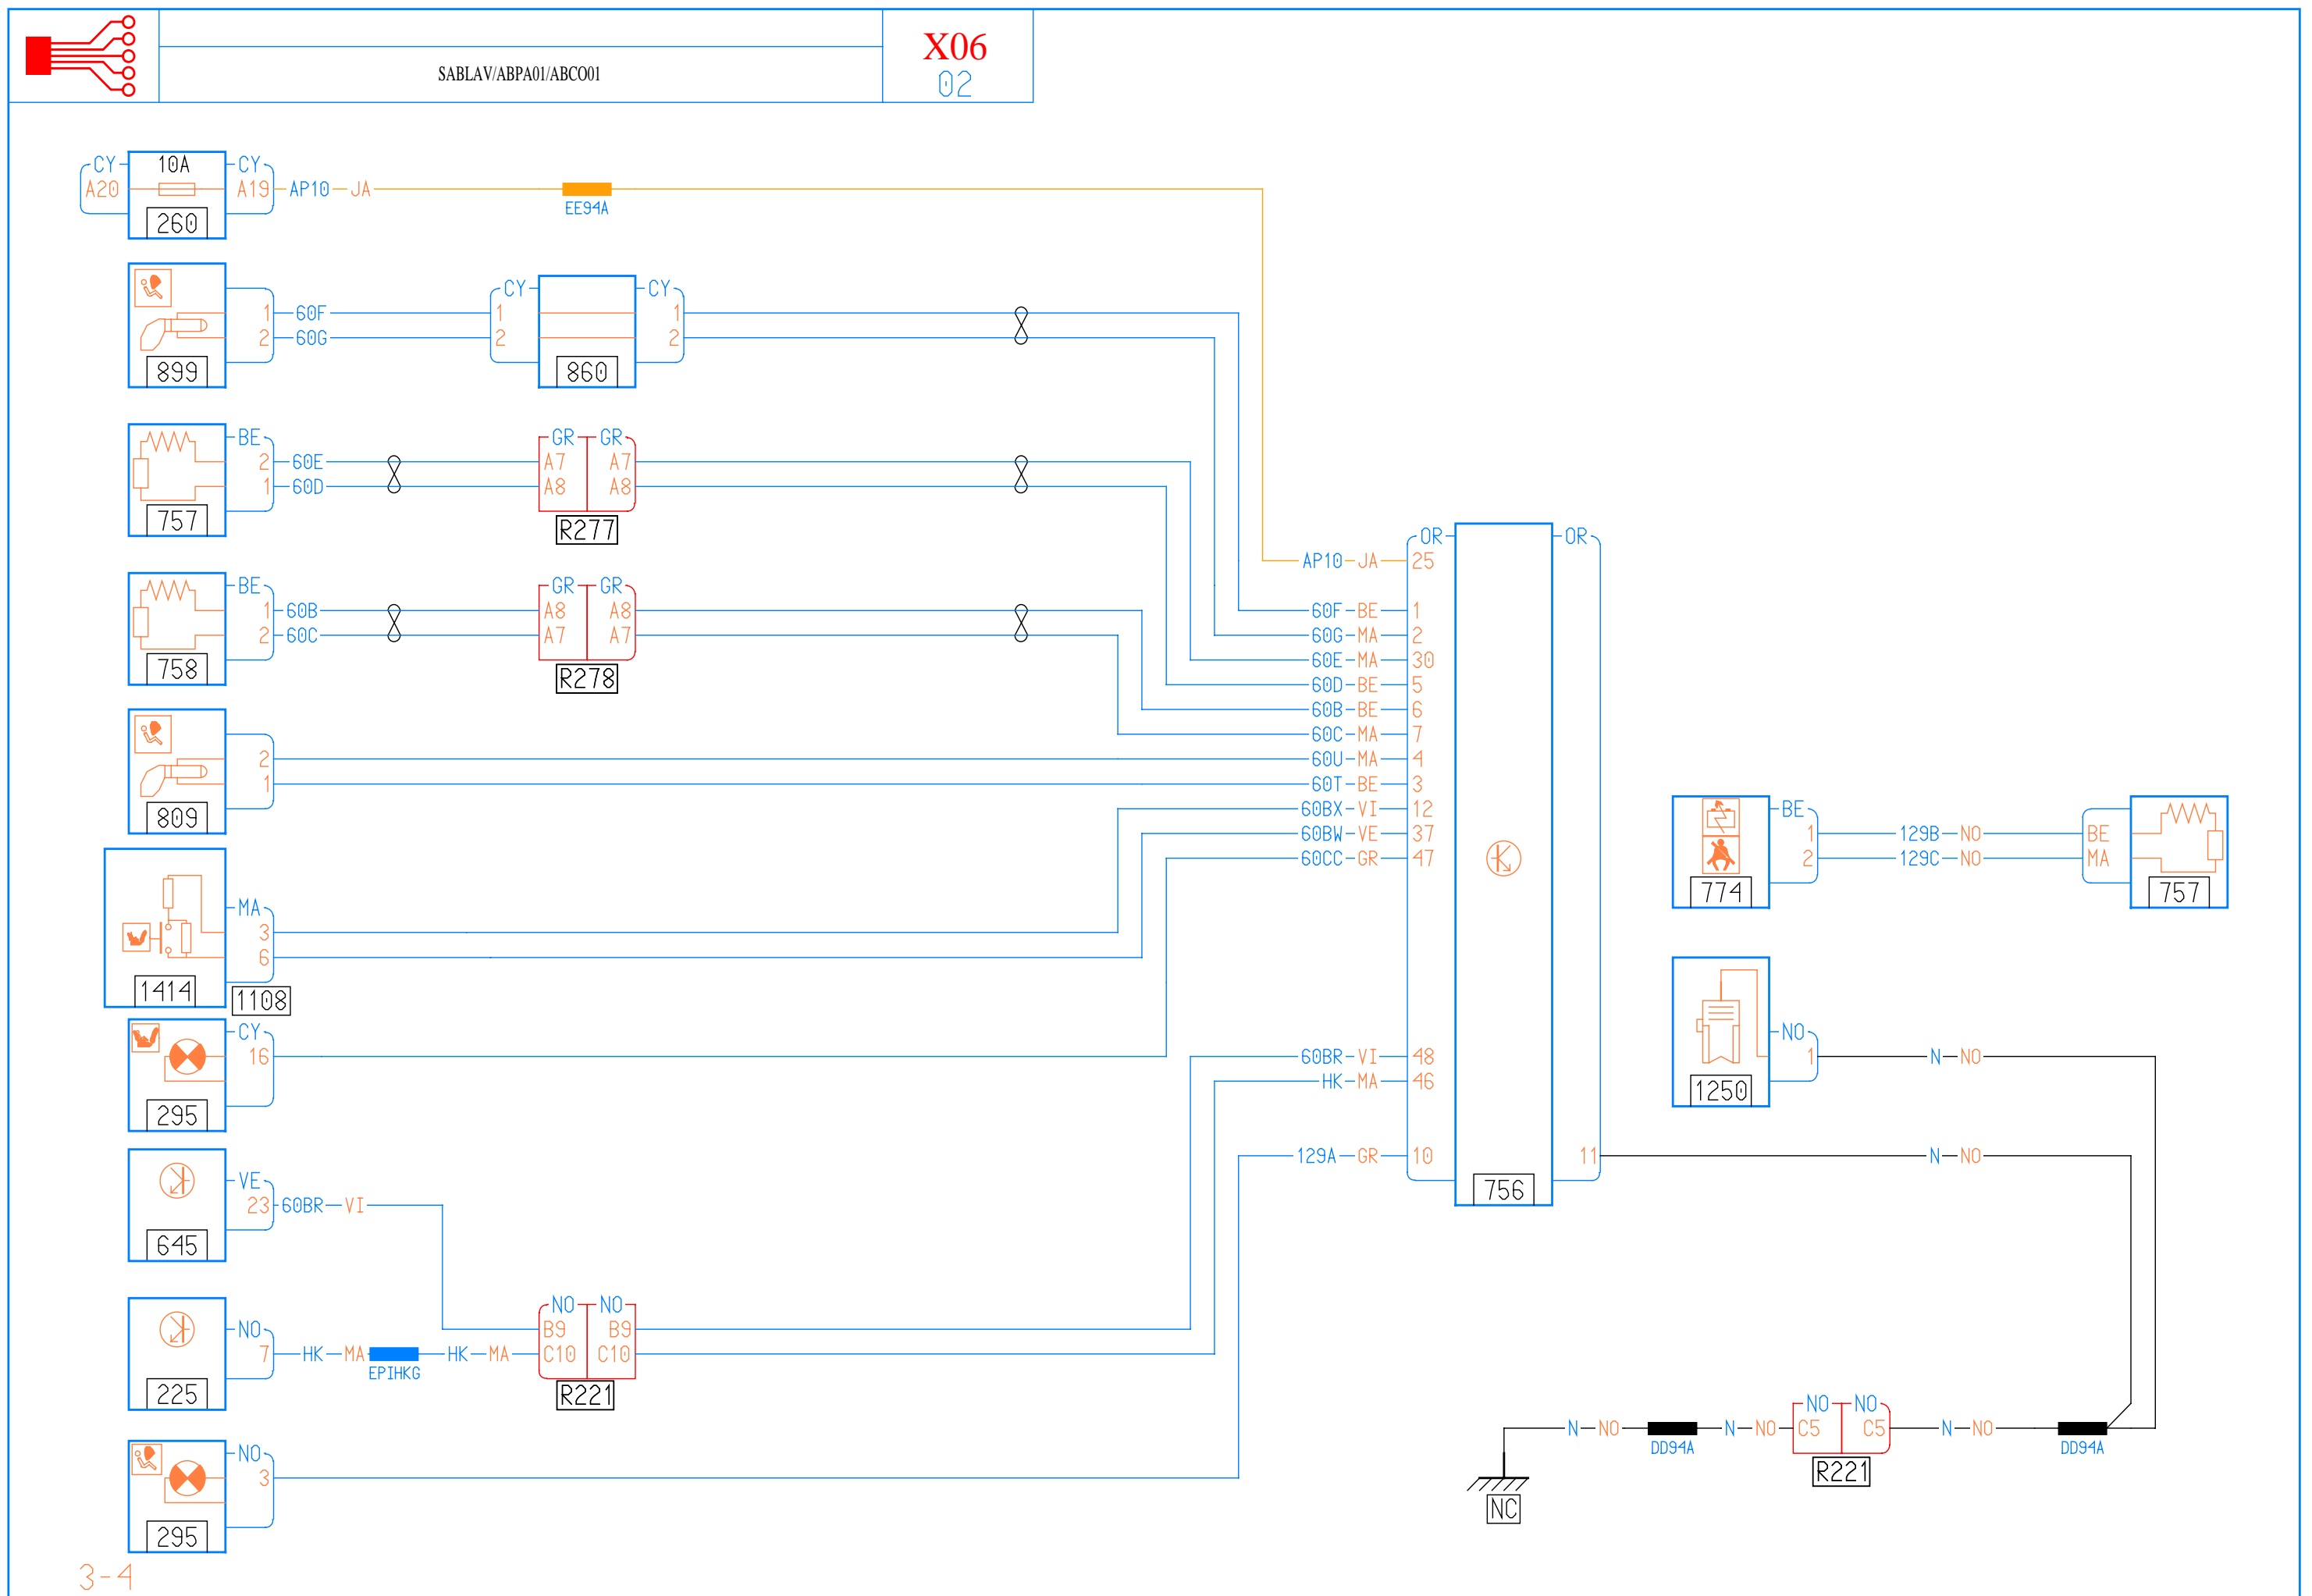 X06
SABLAV/ABPA01/ABCO01
02
CY 10A CY
A20 A19 AP10 JA
EE94A
260
CY CY
1 60F 1 1
2 60G 2 2
899 860
BE GR GR
2 60E A7 A7
1 60D A8 A8
757 R277
OR OR
AP10 JA 25
BE GR GR
1 60B A8 A8 60F BE 1
2 60C A7 A7 60G MA 2
758 R278 60E MA 30
60D BE 5
60B BE 6
60C MA 7
2 60U MA 4
1 60T BE 3
809 60BX VI 12 BE
60BW VE 37 1 129B NO BE
60CC GR 47 2 129C NO MA
774 757
MA
3
6
1414 1108
CY NO
16 60BR VI 48 1 N NO
HK MA 46 1250
295
129A GR 10 11 N NO
VE 756
23 60BR VI
645
NO NO
NO B9 B9
7 HK MA HK MA C10 C10
EPIHKG
225 R221
NO NO
N NO N NO C5 C5 N NO
DD94A DD94A
NO R221
3
NC
295
3-4